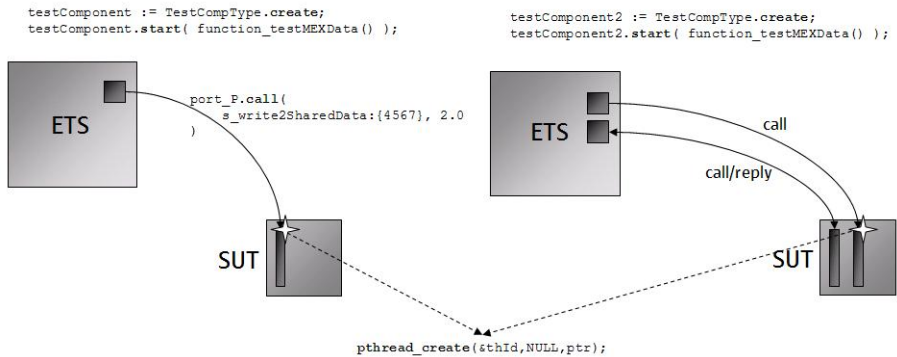 testComponent := TestCompType.create;
testComponent.start( function_testMEXData() );
testComponent2 := TestCompType.create;
testComponent2.start( function_testMEXData() );
ETS
port_P.call(
s_write2SharedData:{4567}, 2.0
)
SUT
ETS
call
call/reply
SUT
pthread_create(&thId,NULL,ptr);